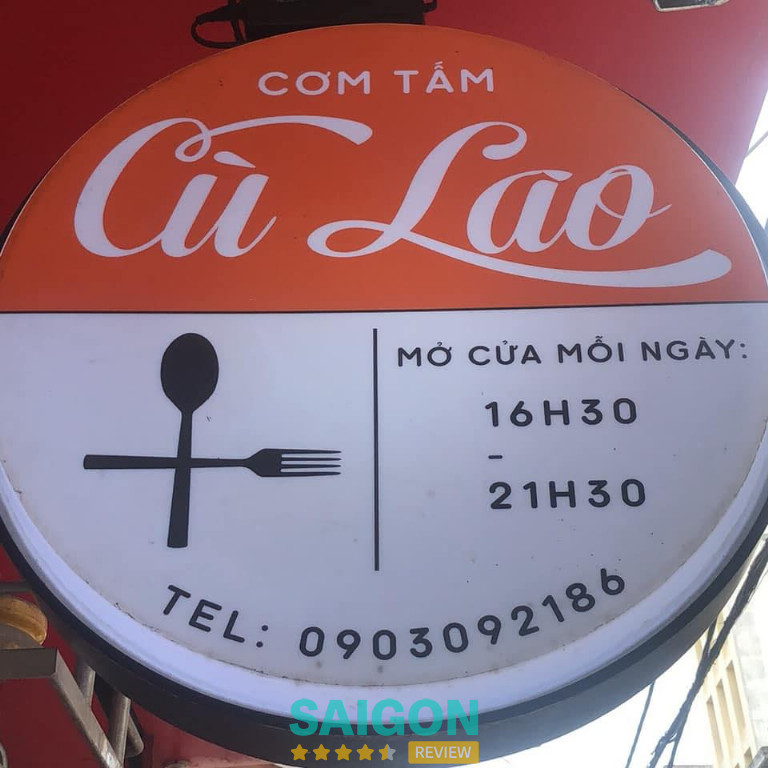 CƠM TẤM
Cù Lao
MỞ CỬA MỖI NGÀY:
16H30
-
21H30
TEL: 0903092186
SAIGON
REVIEW